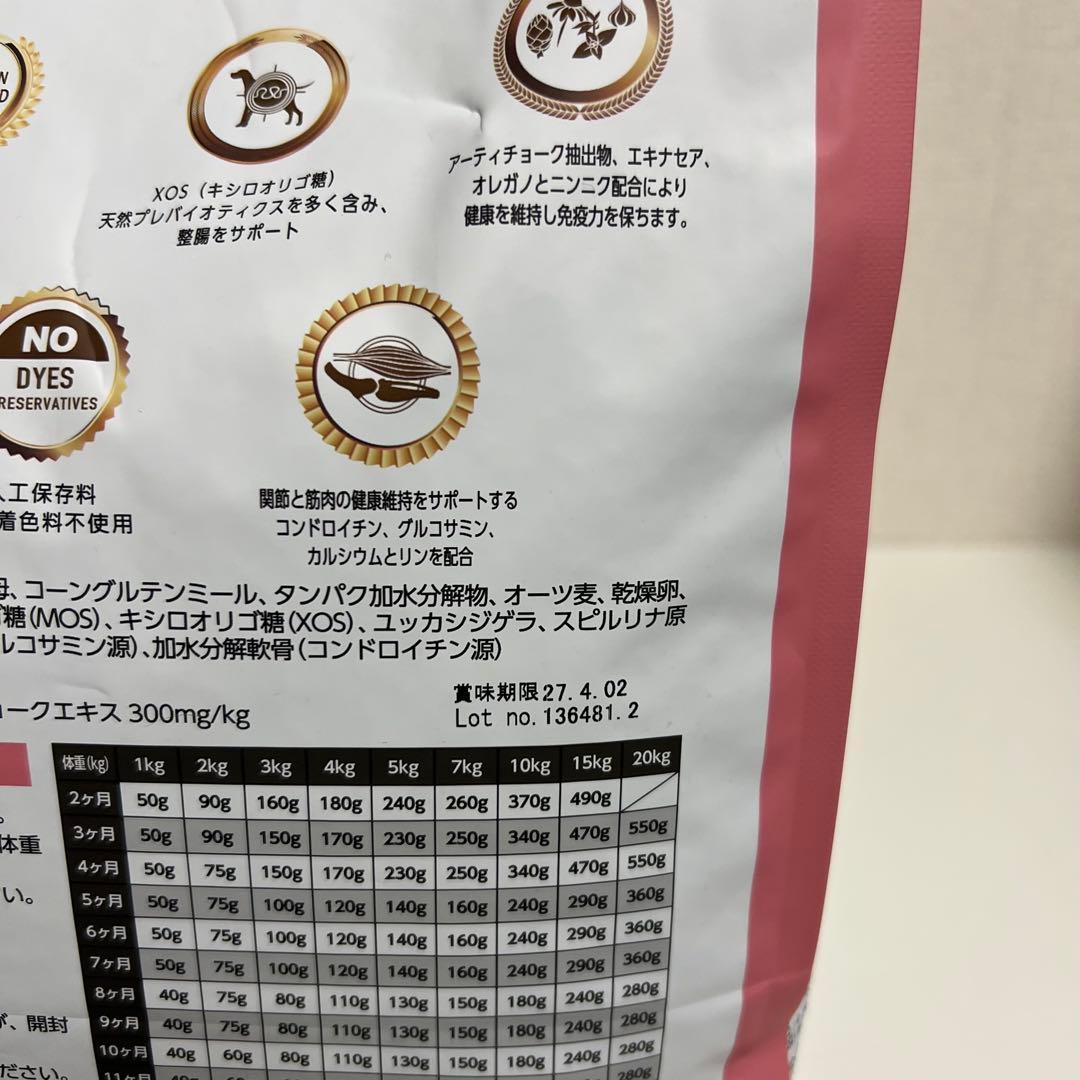 XOS（キシロオリゴ糖）
天然プレバイオティクスを多く含み、
整腸をサポート
アーティチョーク抽出物、エキナセア、
オレガノとニンニク配合により
健康を維持し免疫力を保ちます。
NO
DYES
RESERVATIVES
人工保存料
着色料不使用
関節と筋肉の健康維持をサポートする
コンドロイチン、グルコサミン、
カルシウムとリンを配合
母、コーングルテンミール、タンパク加水分解物、オーツ麦、乾燥卵、
ゴ糖(MOS)、キシロオリゴ糖(XOS)、ユッカシジゲラ、スピルリナ原
ルコサミン源)、加水分解軟骨(コンドロイチン源)
ョークエキス 300mg/kg
賞味期限27.4.02
Lot no.136481.2
体重(kg) 1kg 2kg 3kg 4kg 5kg 7kg 10kg 15kg 20kg
2ヶ月 50g 90g 160g 180g 240g 260g 370g 490g
3ヶ月 50g 90g 150g 170g 230g 250g 340g 470g 550g
4ヶ月 50g 75g 150g 170g 230g 250g 340g 470g 550g
5ヶ月 50g 75g 100g 120g 140g 160g 240g 290g 360g
6ヶ月 50g 75g 100g 120g 140g 160g 240g 290g 360g
7ヶ月 50g 75g 100g 120g 140g 160g 240g 290g 360g
8ヶ月 40g 75g 80g 110g 130g 150g 180g 240g 280g
9ヶ月 40g 75g 80g 110g 130g 150g 180g 240g 280g
10ヶ月 40g 60g 80g 110g 130g 150g 180g 240g 280g
11ヶ月 280g
体重
い。
が、開封
ださい。